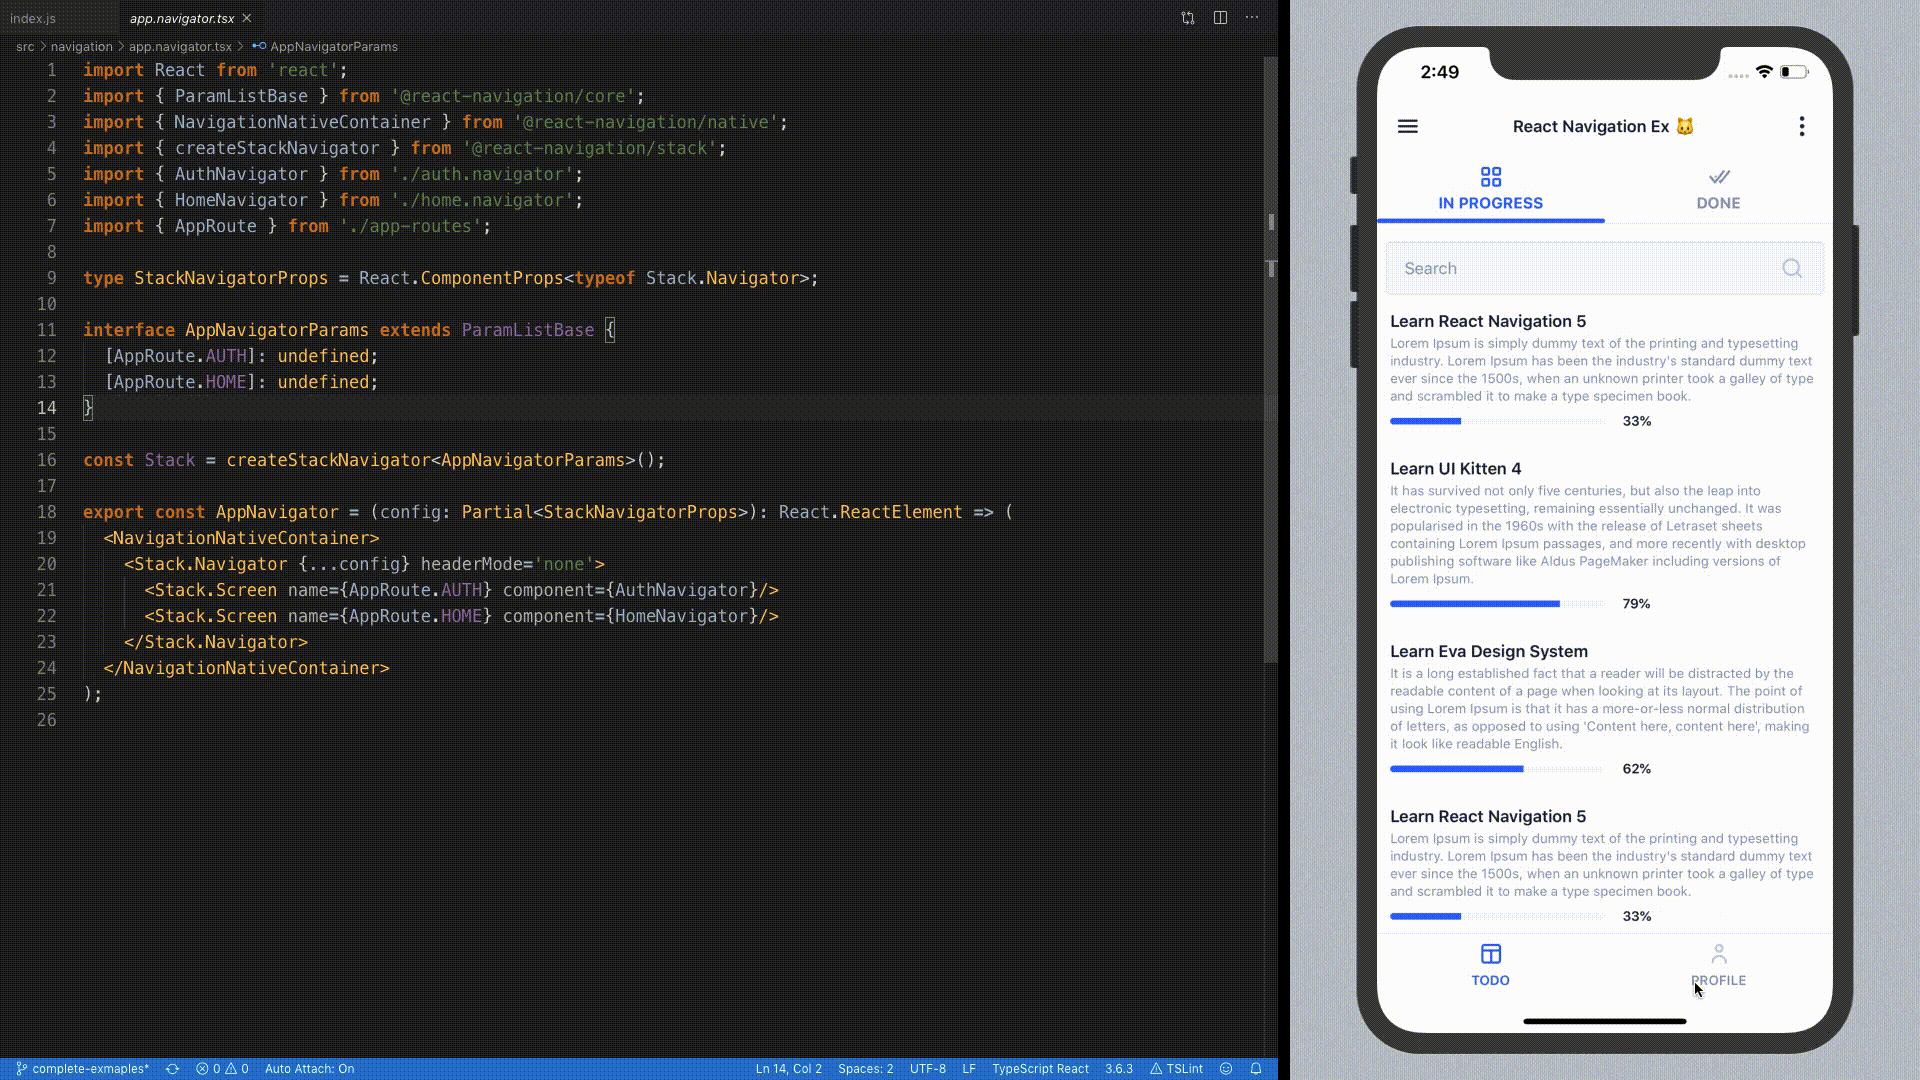 index.js
app.navigator.tsx
src > navigation > app.navigator.tsx > AppNavigatorParams
1 import React from 'react';
2 import { ParamListBase } from '@react-navigation/core';
3 import { NavigationNativeContainer } from '@react-navigation/native';
4 import { createStackNavigator } from '@react-navigation/stack';
5 import { AuthNavigator } from './auth.navigator';
6 import { HomeNavigator } from './home.navigator';
7 import { AppRoute } from './app-routes';
8
9 type StackNavigatorProps = React.ComponentProps<typeof Stack.Navigator>;
10
11 interface AppNavigatorParams extends ParamListBase {
12   [AppRoute.AUTH]: undefined;
13   [AppRoute.HOME]: undefined;
14 }
15
16 const Stack = createStackNavigator<AppNavigatorParams>();
17
18 export const AppNavigator = (config: Partial<StackNavigatorProps>): React.ReactElement => (
19   <NavigationNativeContainer>
20     <Stack.Navigator {...config} headerMode='none'>
21       <Stack.Screen name={AppRoute.AUTH} component={AuthNavigator}/>
22       <Stack.Screen name={AppRoute.HOME} component={HomeNavigator}/>
23     </Stack.Navigator>
24   </NavigationNativeContainer>
25 );
26
complete-exmaples* 0 0 Auto Attach: On
Ln 14, Col 2 Spaces: 2 UTF-8 LF TypeScript React 3.6.3 TSLint
2:49
React Navigation Ex 🐱
IN PROGRESS
DONE
Search
Learn React Navigation 5
Lorem Ipsum is simply dummy text of the printing and typesetting
industry. Lorem Ipsum has been the industry's standard dummy text
ever since the 1500s, when an unknown printer took a galley of type
and scrambled it to make a type specimen book.
33%
Learn UI Kitten 4
It has survived not only five centuries, but also the leap into
electronic typesetting, remaining essentially unchanged. It was
popularised in the 1960s with the release of Letraset sheets
containing Lorem Ipsum passages, and more recently with desktop
publishing software like Aldus PageMaker including versions of
Lorem Ipsum.
79%
Learn Eva Design System
It is a long established fact that a reader will be distracted by the
readable content of a page when looking at its layout. The point of
using Lorem Ipsum is that it has a more-or-less normal distribution
of letters, as opposed to using 'Content here, content here', making
it look like readable English.
62%
Learn React Navigation 5
Lorem Ipsum is simply dummy text of the printing and typesetting
industry. Lorem Ipsum has been the industry's standard dummy text
ever since the 1500s, when an unknown printer took a galley of type
and scrambled it to make a type specimen book.
33%
TODO
PROFILE